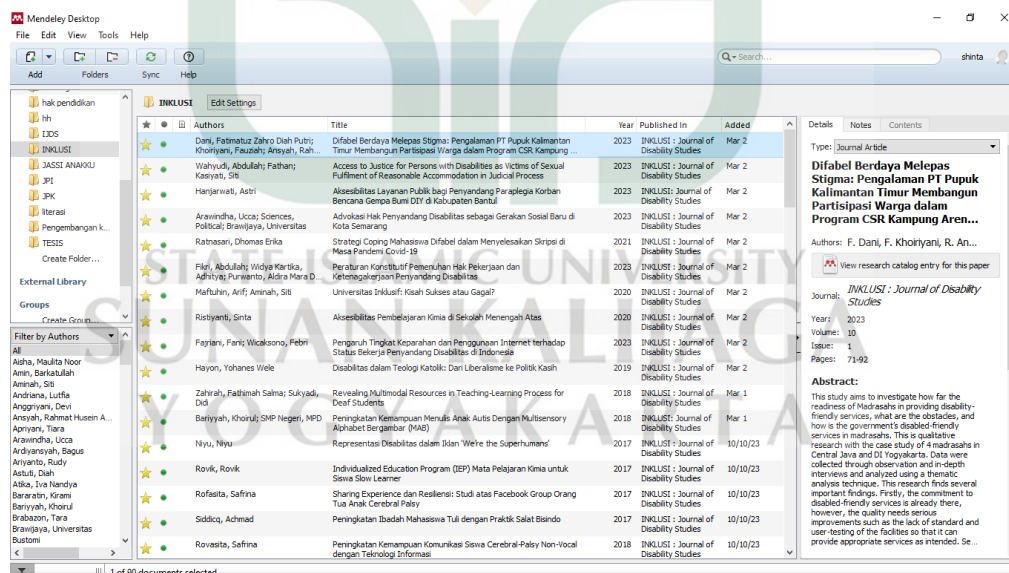 Mendeley Desktop
File Edit View Tools Help
Add Folders Sync Help
Search...
shinta
hak pendidikan
hh
IJDS
INKLUSI
JASSI ANAKKU
JPI
JPK
literasi
Pengembangan k...
TESIS
Create Folder...
External Library
Groups
Create Group...
Filter by Authors
All
Aisha, Maulita Noor
Amin, Barkatullah
Aminah, Siti
Andriana, Lutfia
Anggriyani, Devi
Ansyah, Rahmat Husein A...
Apriyani, Tiara
Arawindha, Ucca
Ardiyansyah, Bagus
Ariyanto, Rudy
Astuti, Diah
Atika, Iva Nandya
Bararatin, Kirami
Bariyyah, Khoirul
Brabazon, Tara
Brawijaya, Universitas
Bustomi
INKLUSI Edit Settings
Authors Title Year Published In Added
Dani, Fatimatuz Zahro Diah Putri; Difabel Berdaya Melepas Stigma: Pengalaman PT Pupuk Kalimantan 2023 INKLUSI : Journal of Mar 2
Khoiriyani, Fauziah; Ansyah, Rah... Timur Membangun Partisipasi Warga dalam Program CSR Kampung ... Disability Studies
Wahyudi, Abdullah; Fathan; Access to Justice for Persons with Disabilities as Victims of Sexual 2023 INKLUSI : Journal of Mar 2
Kasiyati, Siti Fulfilment of Reasonable Accommodation in Judicial Process Disability Studies
Hanjarwati, Astri Aksesibilitas Layanan Publik bagi Penyandang Paraplegia Korban 2023 INKLUSI: Journal of Mar 2
Bencana Gempa Bumi DIY di Kabupaten Bantul Disability Studies
Arawindha, Ucca; Sciences, Advokasi Hak Penyandang Disabilitas sebagai Gerakan Sosial Baru di 2023 INKLUSI : Journal of Mar 2
Political; Brawijaya, Universitas Kota Semarang Disability Studies
Ratnasari, Dhomas Erika Strategi Coping Mahasiswa Difabel dalam Menyelesaikan Skripsi di 2021 INKLUSI : Journal of Mar 2
Masa Pandemi Covid-19 Disability Studies
Fikri, Abdullah; Widya Kartika, Peraturan Konstitutif Pemenuhan Hak Pekerjaan dan 2023 INKLUSI : Journal of Mar 2
Adhitya; Purwanto, Aldira Mara D... Ketenagakerjaan Penyandang Disabilitas Disability Studies
Maftuhin, Arif; Aminah, Siti Universitas Inklusif: Kisah Sukses atau Gagal? 2020 INKLUSI : Journal of Mar 2
Disability Studies
Ristiyanti, Sinta Aksesibilitas Pembelajaran Kimia di Sekolah Menengah Atas 2020 INKLUSI : Journal of Mar 2
Disability Studies
Fajriani, Fani; Wicaksono, Febri Pengaruh Tingkat Keparahan dan Penggunaan Internet terhadap 2023 INKLUSI : Journal of Mar 2
Status Bekerja Penyandang Disabilitas di Indonesia Disability Studies
Hayon, Yohanes Wele Disabilitas dalam Teologi Katolik: Dari Liberalisme ke Politik Kasih 2019 INKLUSI : Journal of Mar 2
Disability Studies
Zahirah, Fathimah Salma; Sukyadi, Revealing Multimodal Resources in Teaching-Learning Process for 2018 INKLUSI : Journal of Mar 1
Didi Deaf Students Disability Studies
Bariyyah, Khoirul; SMP Negeri, MPD Peningkatan Kemampuan Menulis Anak Autis Dengan Multisensory 2018 INKLUSI: Journal of Mar 1
Alphabet Bergambar (MAB) Disability Studies
Niyu, Niyu Representasi Disabilitas dalam Iklan 'We're the Superhumans' 2017 INKLUSI : Journal of 10/10/23
Disability Studies
Rovik, Rovik Individualized Education Program (IEP) Mata Pelajaran Kimia untuk 2017 INKLUSI : Journal of 10/10/23
Siswa Slow Learner Disability Studies
Rofasita, Safrina Sharing Experience dan Resiliensi: Studi atas Facebook Group Orang 2017 INKLUSI : Journal of 10/10/23
Tua Anak Cerebral Palsy Disability Studies
Siddicq, Achmad Peningkatan Ibadah Mahasiswa Tuli dengan Praktik Salat Bisindo 2017 INKLUSI : Journal of 10/10/23
Disability Studies
Rovasita, Safrina Peningkatan Kemampuan Komunikasi Siswa Cerebral-Palsy Non-Vocal 2018 INKLUSI : Journal of 10/10/23
dengan Teknologi Informasi Disability Studies
1 of 90 documents selected
Details Notes Contents
Type: Journal Article
Difabel Berdaya Melepas
Stigma: Pengalaman PT Pupuk
Kalimantan Timur Membangun
Partisipasi Warga dalam
Program CSR Kampung Aren...
Authors: F. Dani, F. Khoiriyani, R. An...
View research catalog entry for this paper
Journal: INKLUSI : Journal of Disability
Studies
Year: 2023
Volume: 10
Issue: 1
Pages: 71-92
Abstract:
This study aims to investigate how far the
readiness of Madrasahs in providing disability-
friendly services, what are the obstacles, and
how is the government's disabled-friendly
services in madrasahs. This is qualitative
research with the case study of 4 madrasahs in
Central Java and DI Yogyakarta. Data were
collected through observation and in-depth
interviews and analyzed using a thematic
analysis technique. This research finds several
important findings. Firstly, the commitment to
disabled-friendly services is already there,
however, the quality needs serious
improvements such as the lack of standard and
user-testing of the facilities so that it can
provide appropriate services as intended. Se...
STATE ISLAMIC UNIVERSITY
SUNAN KALIJAGA
YOGYAKARTA